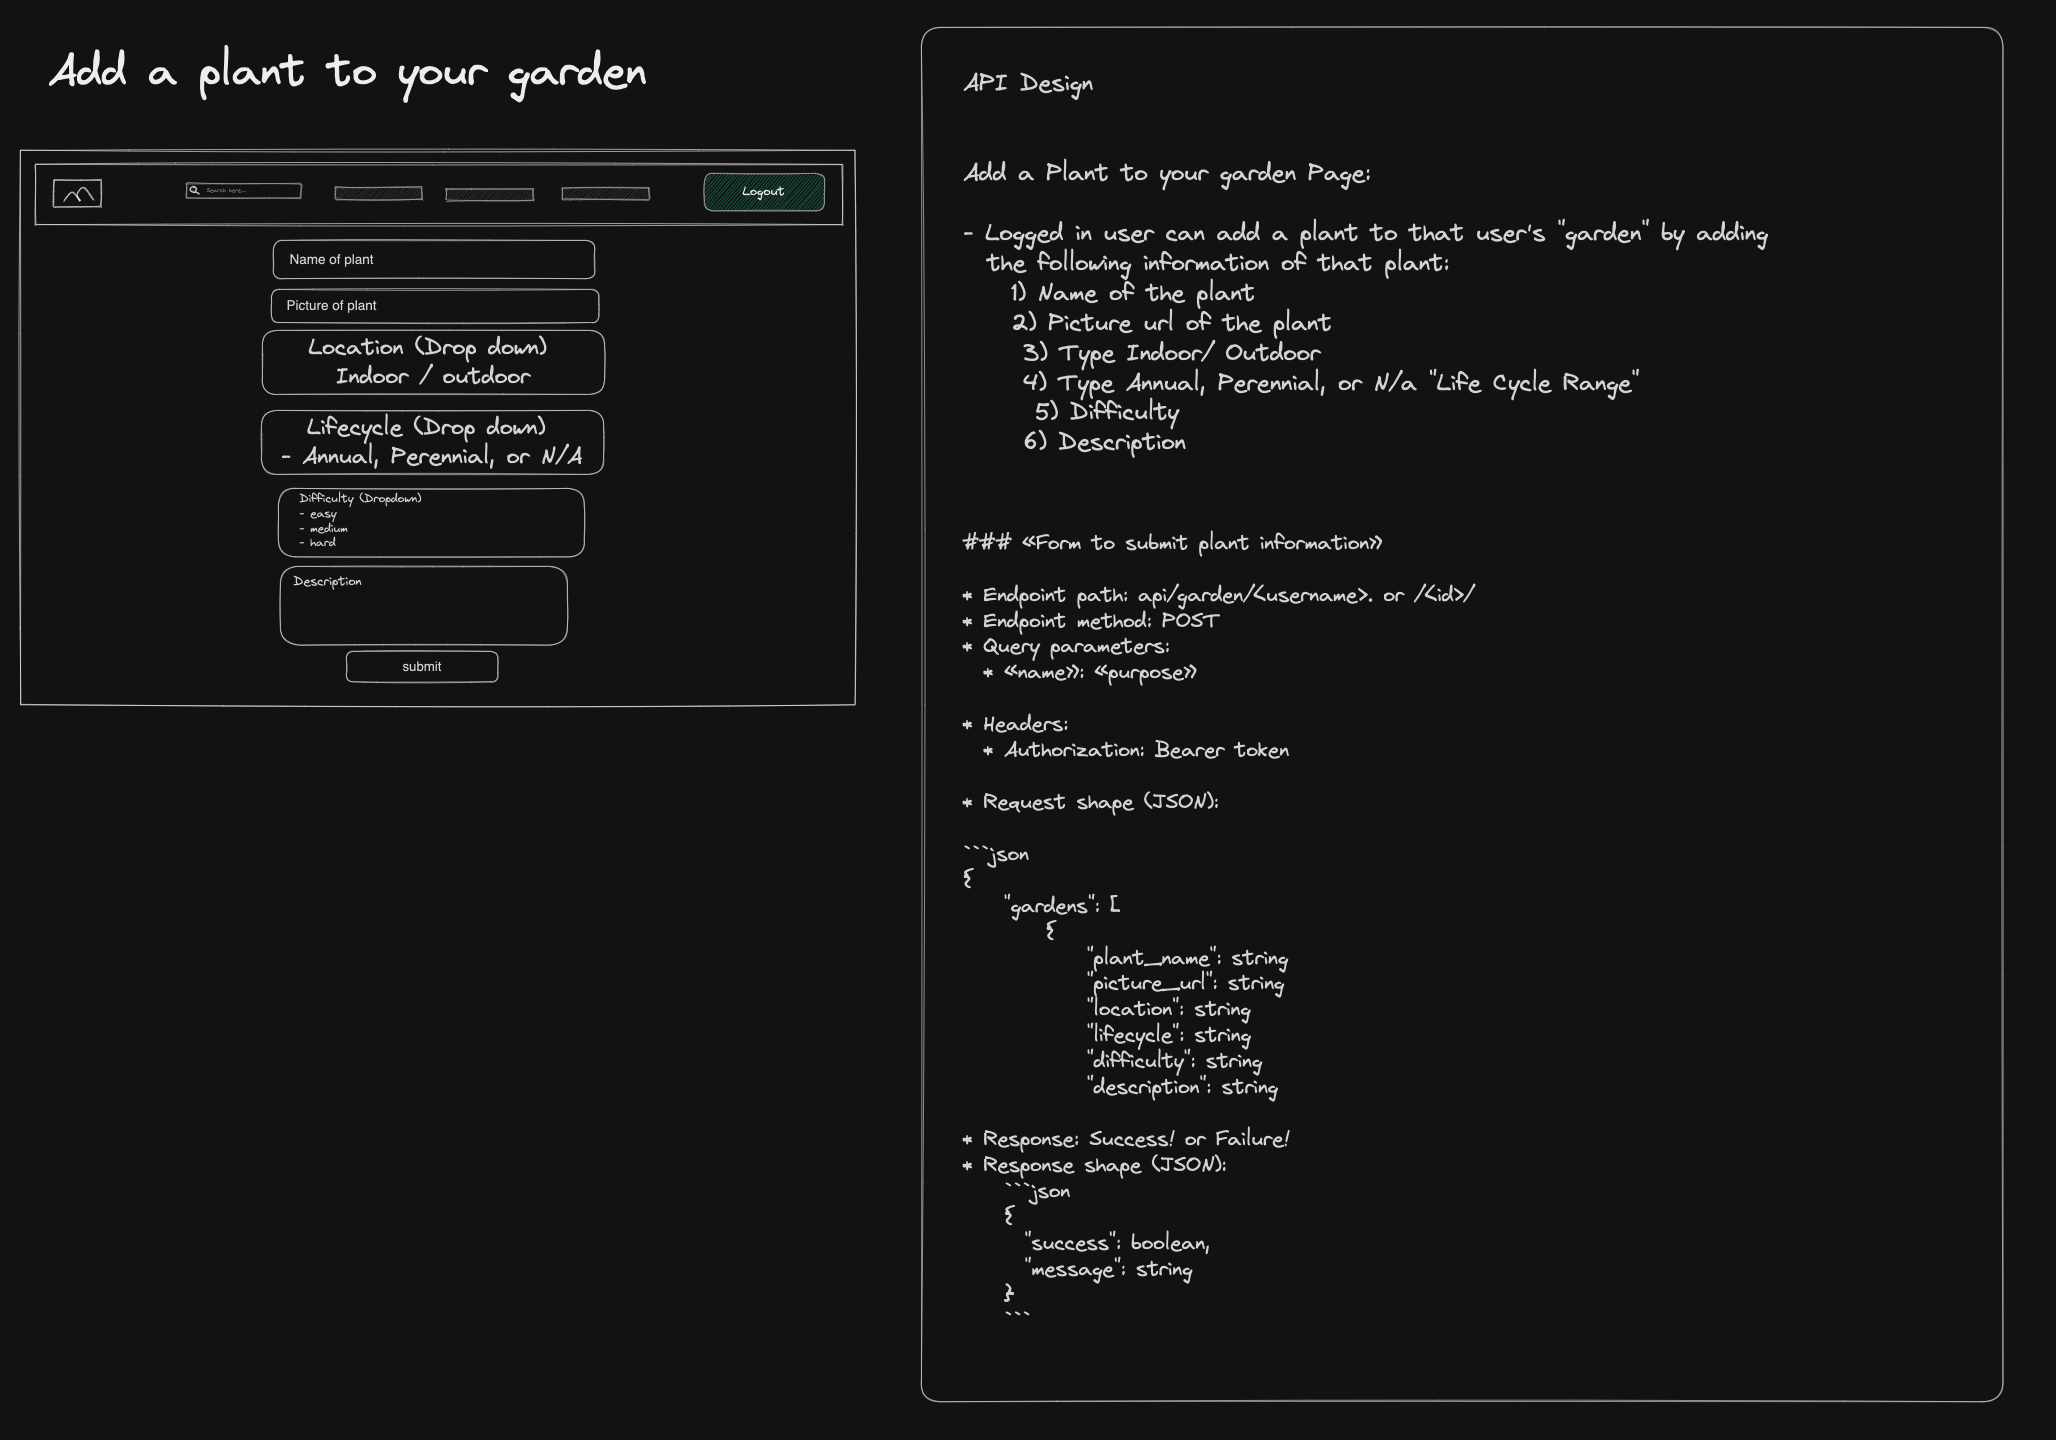 Add a plant to your garden
Search here...
Logout
Name of plant
Picture of plant
Location (Drop down)
Indoor / outdoor
Lifecycle (Drop down)
- Annual, Perennial, or N/A
Difficulty (Dropdown)
- easy
- medium
- hard
Description
submit
API Design
Add a Plant to your garden Page:
- Logged in user can add a plant to that user's "garden" by adding
the following information of that plant:
1) Name of the plant
2) Picture url of the plant
3) Type Indoor/ Outdoor
4) Type Annual, Perennial, or N/a "Life Cycle Range"
5) Difficulty
6) Description
### «Form to submit plant information»
* Endpoint path: api/garden/<username>. or /<id>/
* Endpoint method: POST
* Query parameters:
* «name»: «purpose»
* Headers:
* Authorization: Bearer token
* Request shape (JSON):
```json
{
"gardens": [
{
"plant_name": string
"picture_url": string
"location": string
"lifecycle": string
"difficulty": string
"description": string
* Response: Success! or Failure!
* Response shape (JSON):
```json
{
"success": boolean,
"message": string
}
```